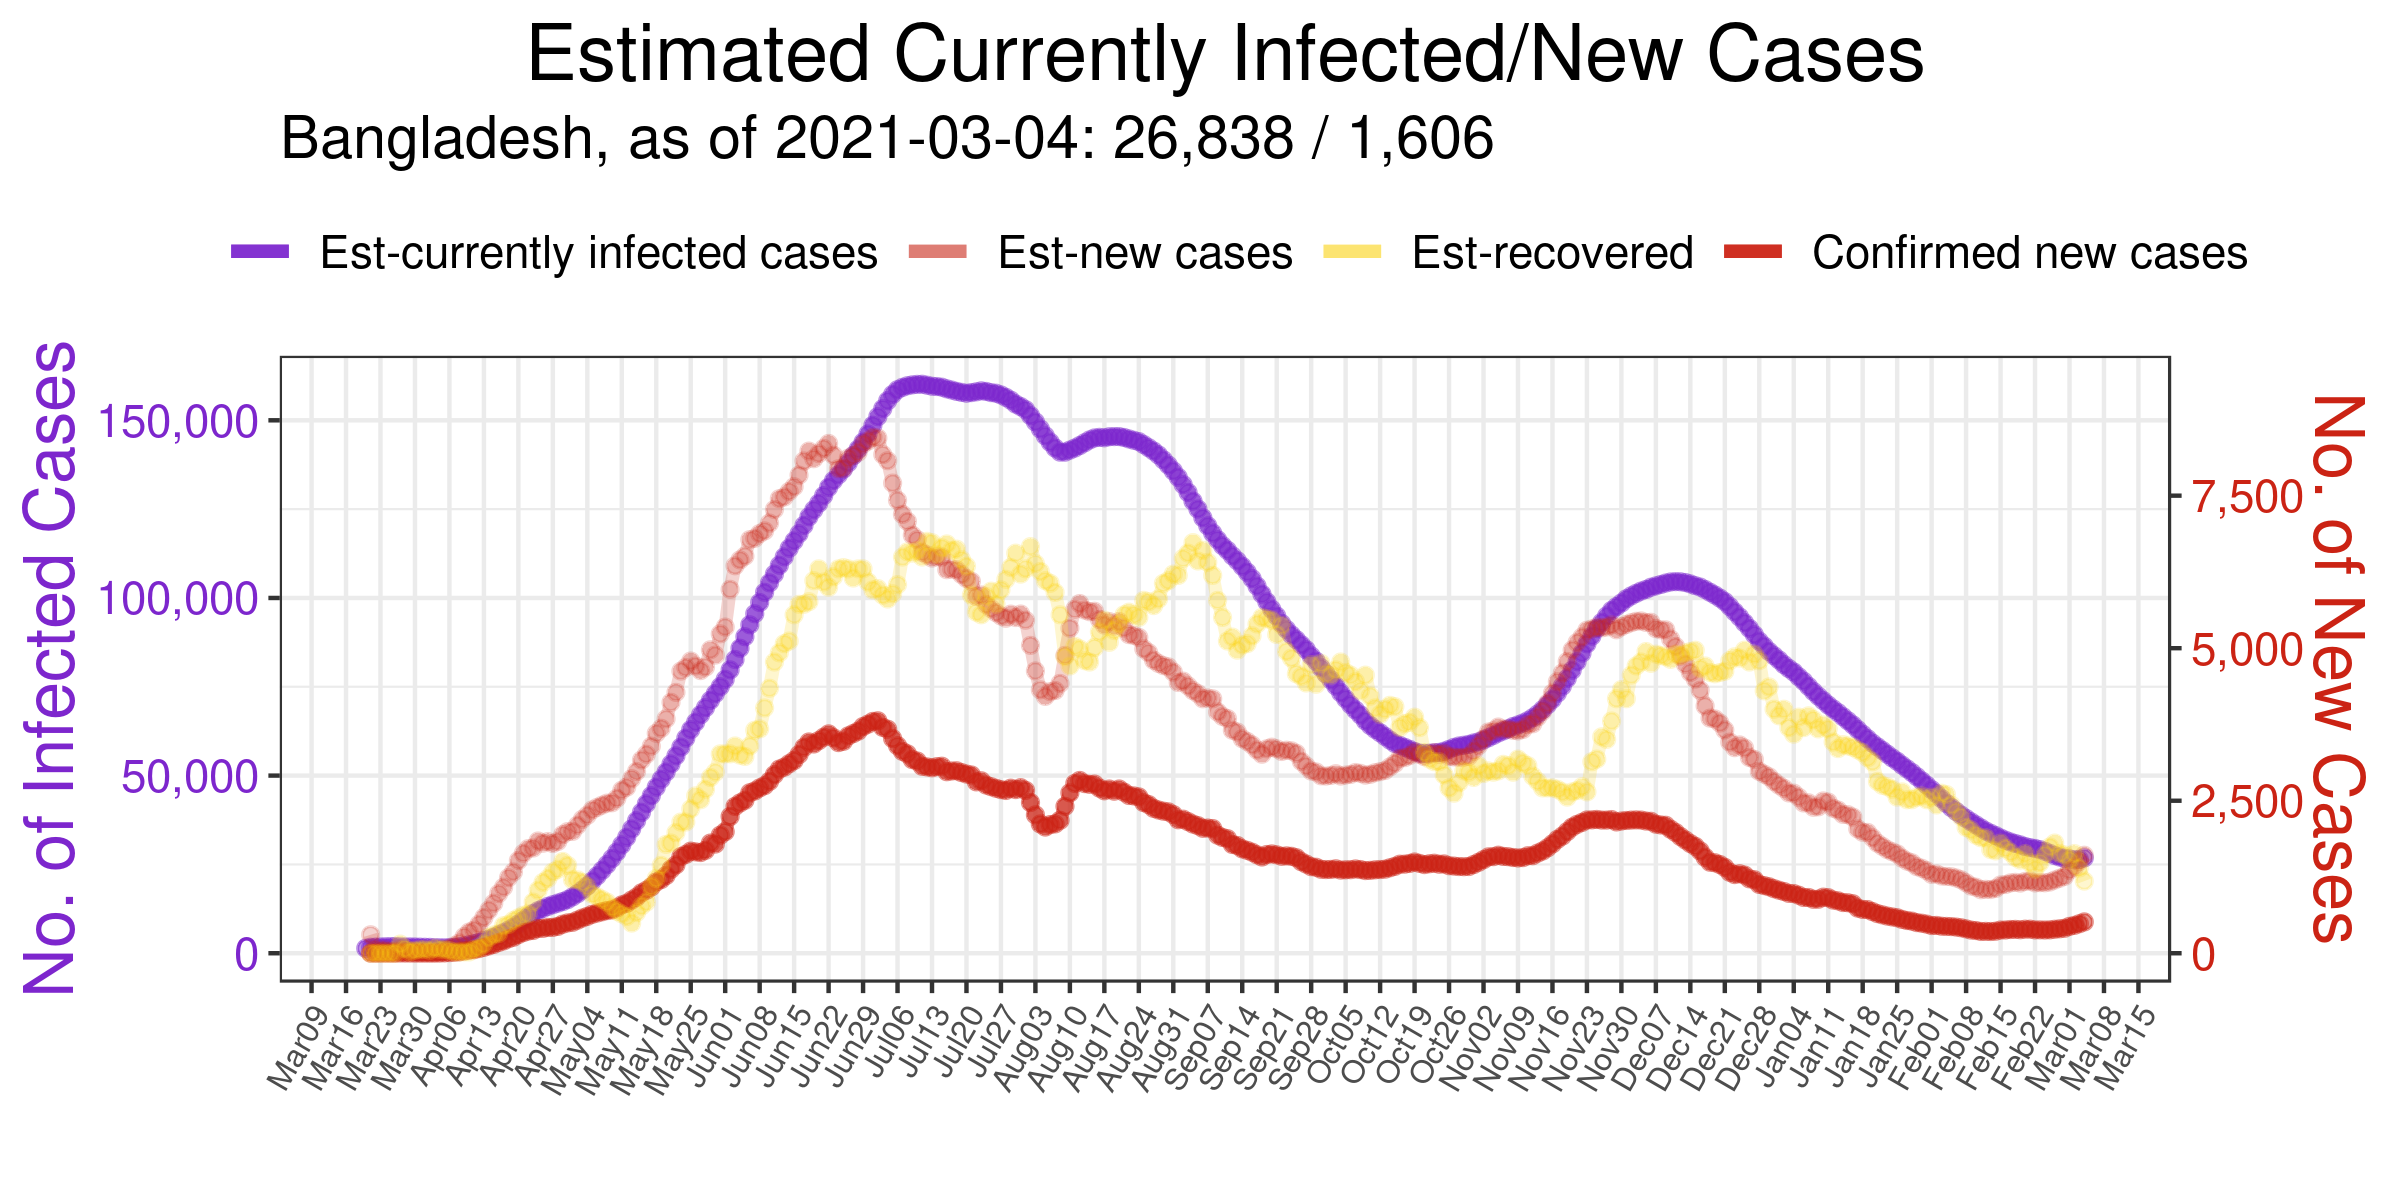 Estimated Currently Infected/New Cases
Bangladesh, as of 2021-03-04: 26,838 / 1,606
Est-currently infected cases Est-new cases Est-recovered Confirmed new cases
No. of Infected Cases
150,000
100,000
50,000
0
7,500
5,000
2,500
0
No. of New Cases
Mar09 Mar16 Mar23 Mar30 Apr06 Apr13 Apr20 Apr27 May04 May11 May18 May25 Jun01 Jun08 Jun15 Jun22 Jun29 Jul06 Jul13 Jul20 Jul27 Aug03 Aug10 Aug17 Aug24 Aug31 Sep07 Sep14 Sep21 Sep28 Oct05 Oct12 Oct19 Oct26 Nov02 Nov09 Nov16 Nov23 Nov30 Dec07 Dec14 Dec21 Dec28 Jan04 Jan11 Jan18 Jan25 Feb01 Feb08 Feb15 Feb22 Mar01 Mar08 Mar15